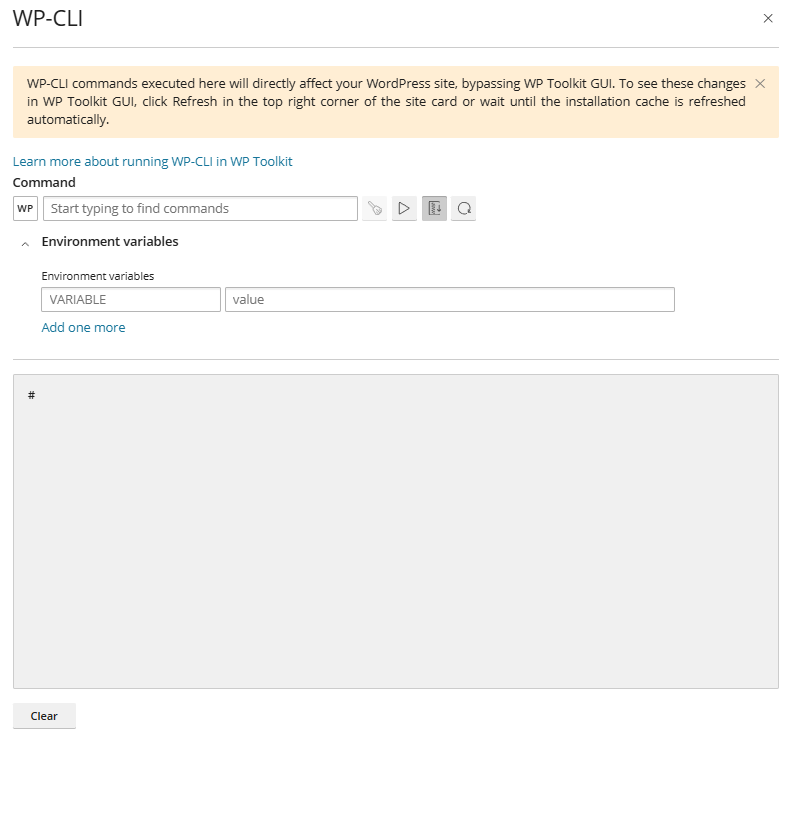 WP-CLI
WP-CLI commands executed here will directly affect your WordPress site, bypassing WP Toolkit GUI. To see these changes
in WP Toolkit GUI, click Refresh in the top right corner of the site card or wait until the installation cache is refreshed
automatically.
Learn more about running WP-CLI in WP Toolkit
Command
WP Start typing to find commands
Environment variables
Environment variables
VARIABLE value
Add one more
#
Clear